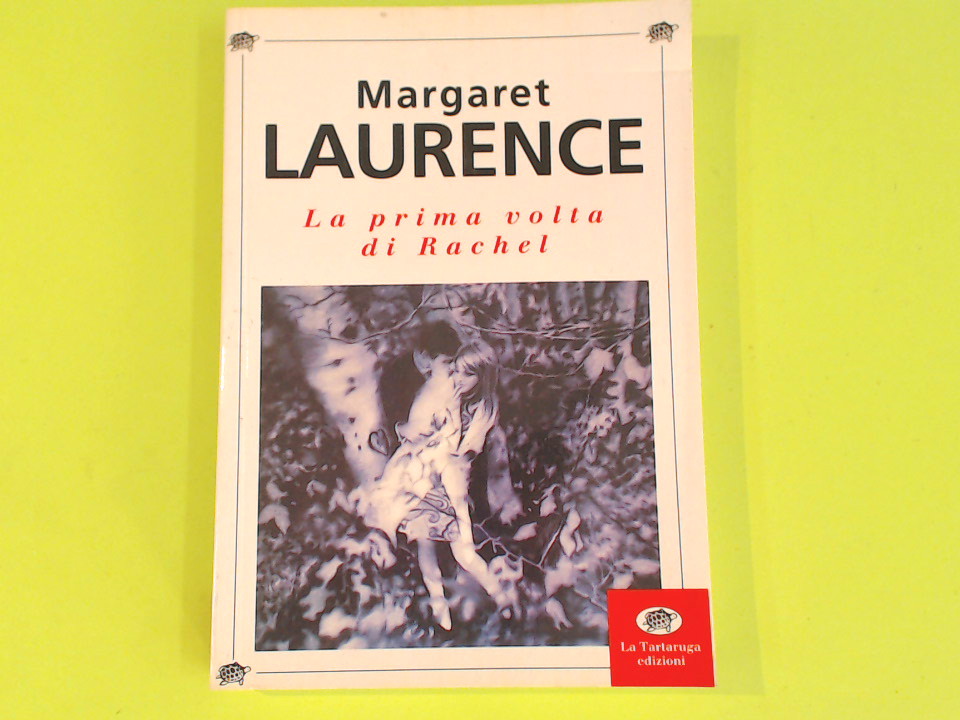 Margaret
LAURENCE
La prima volta
di Rachel
La Tartaruga
edizioni